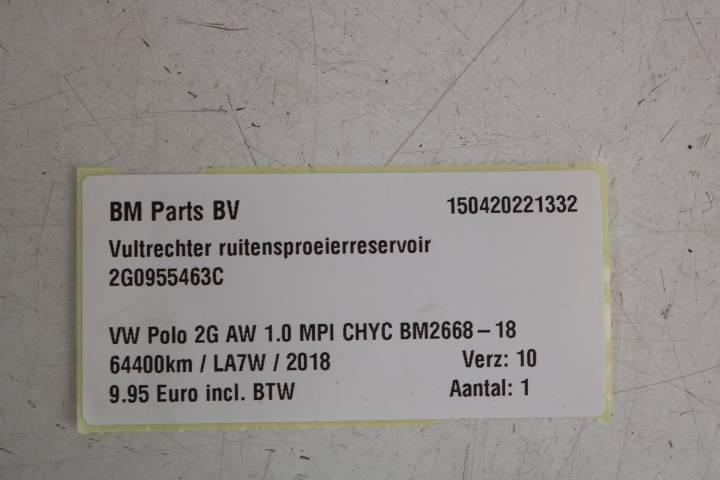 BM Parts BV 150420221332
Vultrechter ruitensproeierreservoir
2G0955463C
VW Polo 2G AW 1.0 MPI CHYC BM2668-18
64400km / LA7W / 2018 Verz: 10
9.95 Euro incl. BTW Aantal: 1